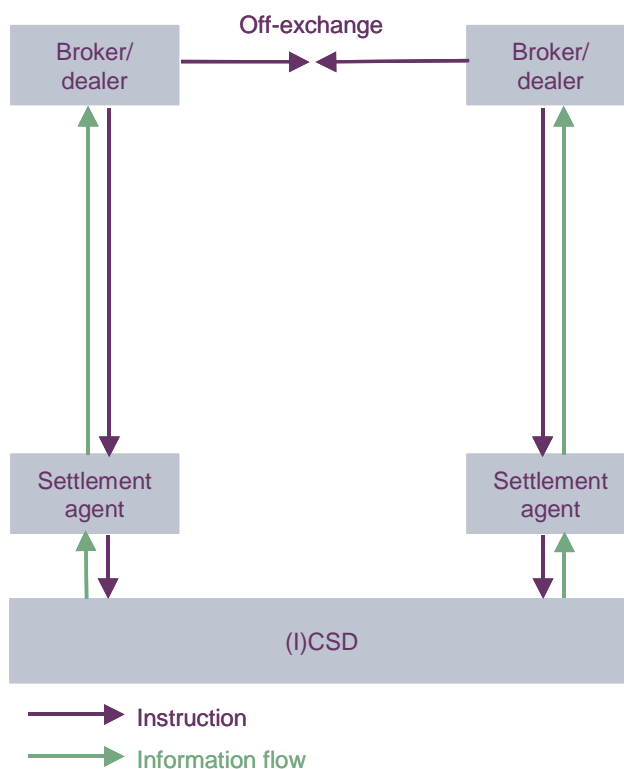 Off-exchange
Broker/
dealer
Broker/
dealer
Settlement
agent
Settlement
agent
(I)CSD
Instruction
Information flow